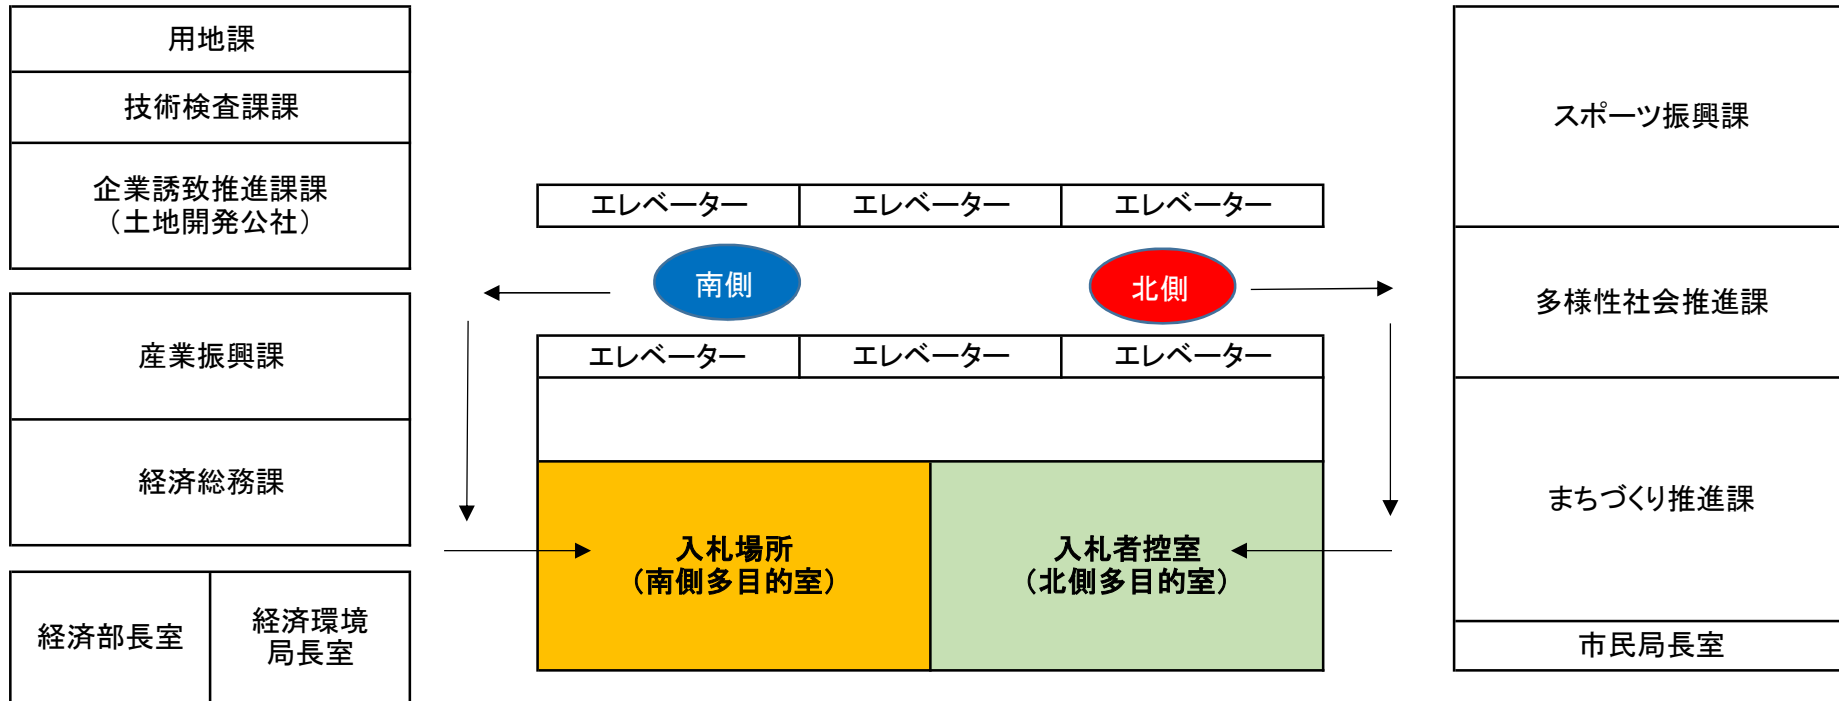 用地課
技術検査課課
企業誘致推進課課
（土地開発公社）
産業振興課
経済総務課
経済部長室
経済環境
局長室
エレベーター
エレベーター
エレベーター
南側
北側
エレベーター
エレベーター
エレベーター
入札場所
（南側多目的室）
入札者控室
（北側多目的室）
スポーツ振興課
多様性社会推進課
まちづくり推進課
市民局長室